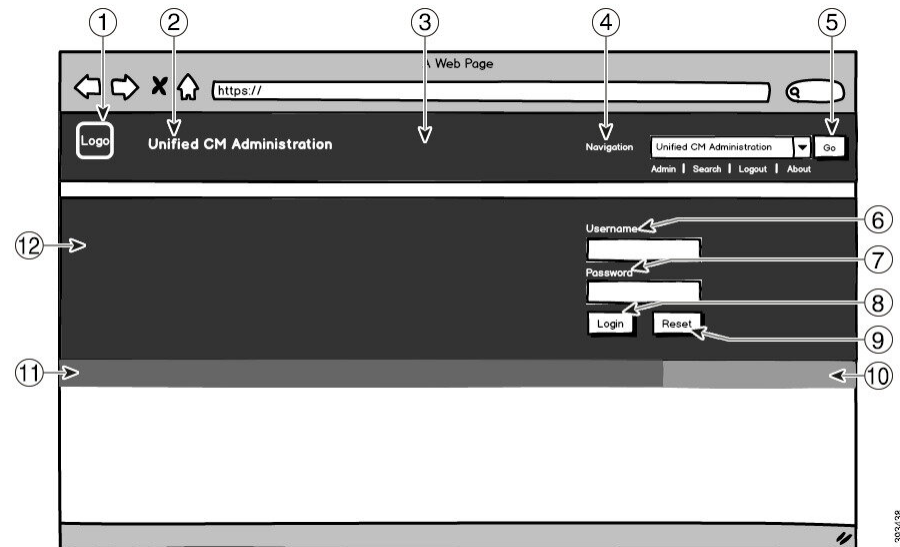 1 2 3 4 5
A Web Page
https://
Logo
Unified CM Administration
Navigation
Unified CM Administration
Go
Admin | Search | Logout | About
Username
6
12
Password
7
8
Login
Reset
9
11
10
393438